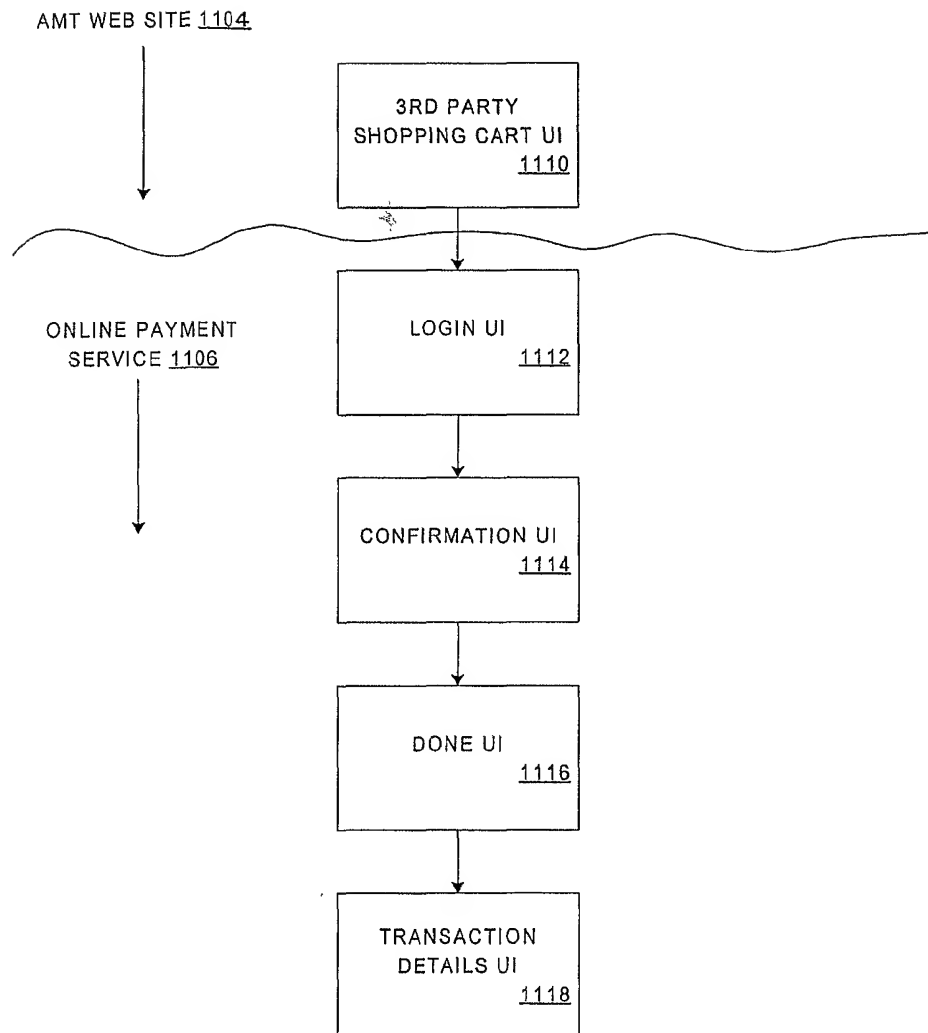 AMT WEB SITE 1104
3RD PARTY
SHOPPING CART UI
1110
ONLINE PAYMENT
SERVICE 1106
LOGIN UI
1112
CONFIRMATION UI
1114
DONE UI
1116
TRANSACTION
DETAILS UI
1118